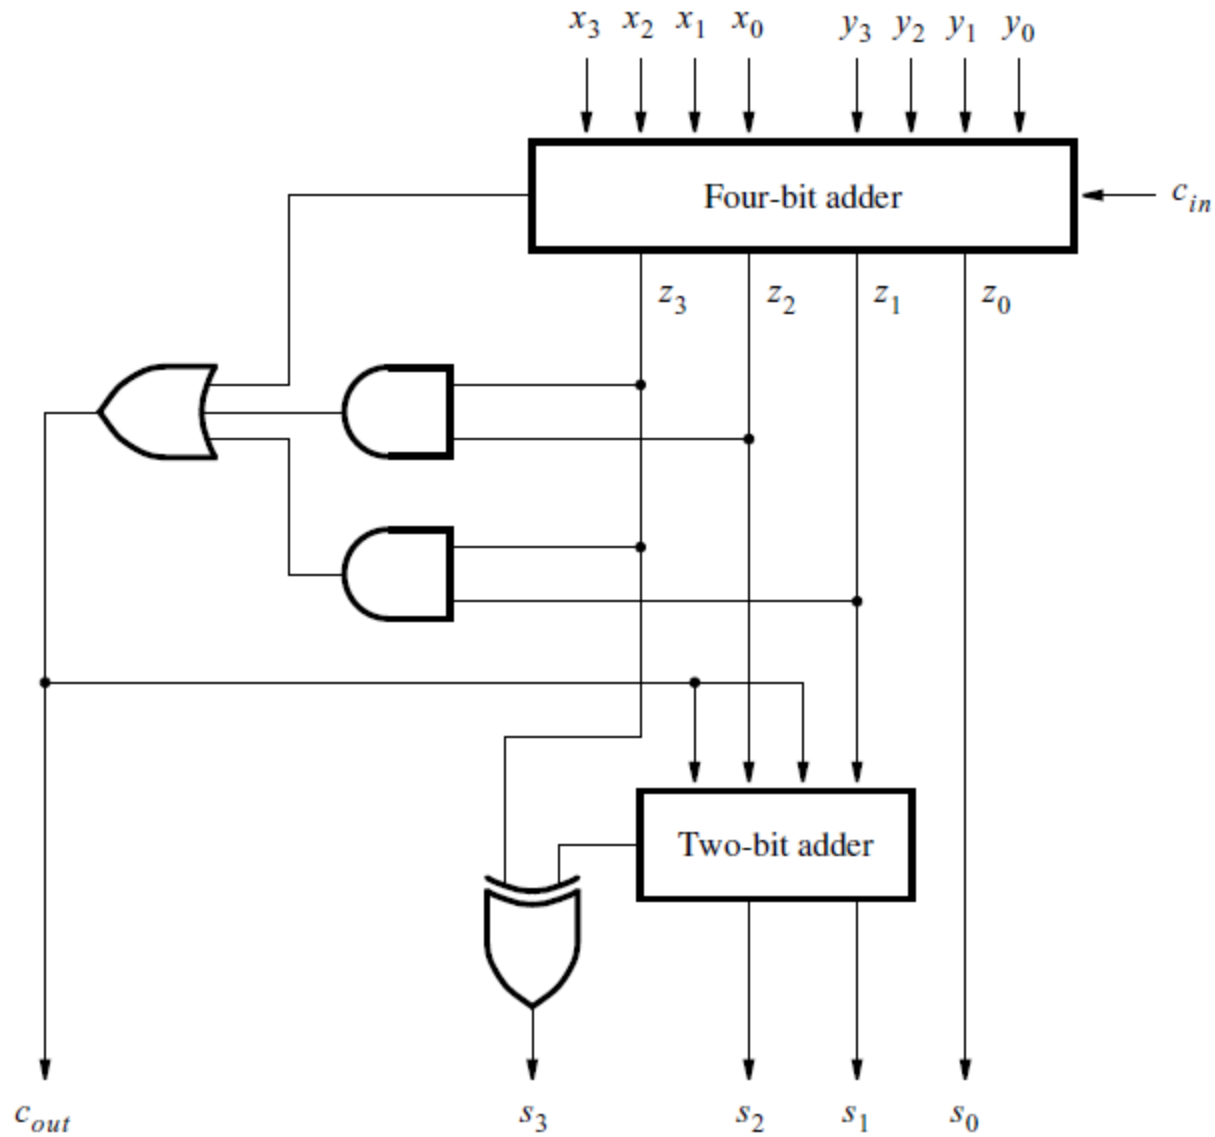 x3 x2 x1 x0 y3 y2 y1 y0
Four-bit adder
cin
z3 z2 z1 z0
Two-bit adder
cout s3 s2 s1 s0